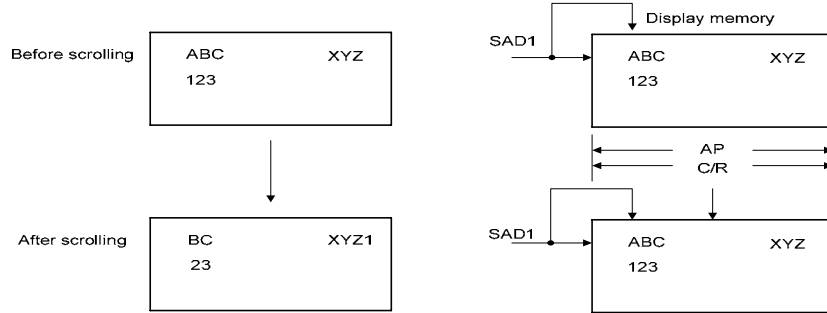 Before scrolling
ABC XYZ
123
After scrolling
BC XYZ1
23
Display memory
SAD1
ABC XYZ
123
AP
C/R
SAD1
ABC XYZ
123